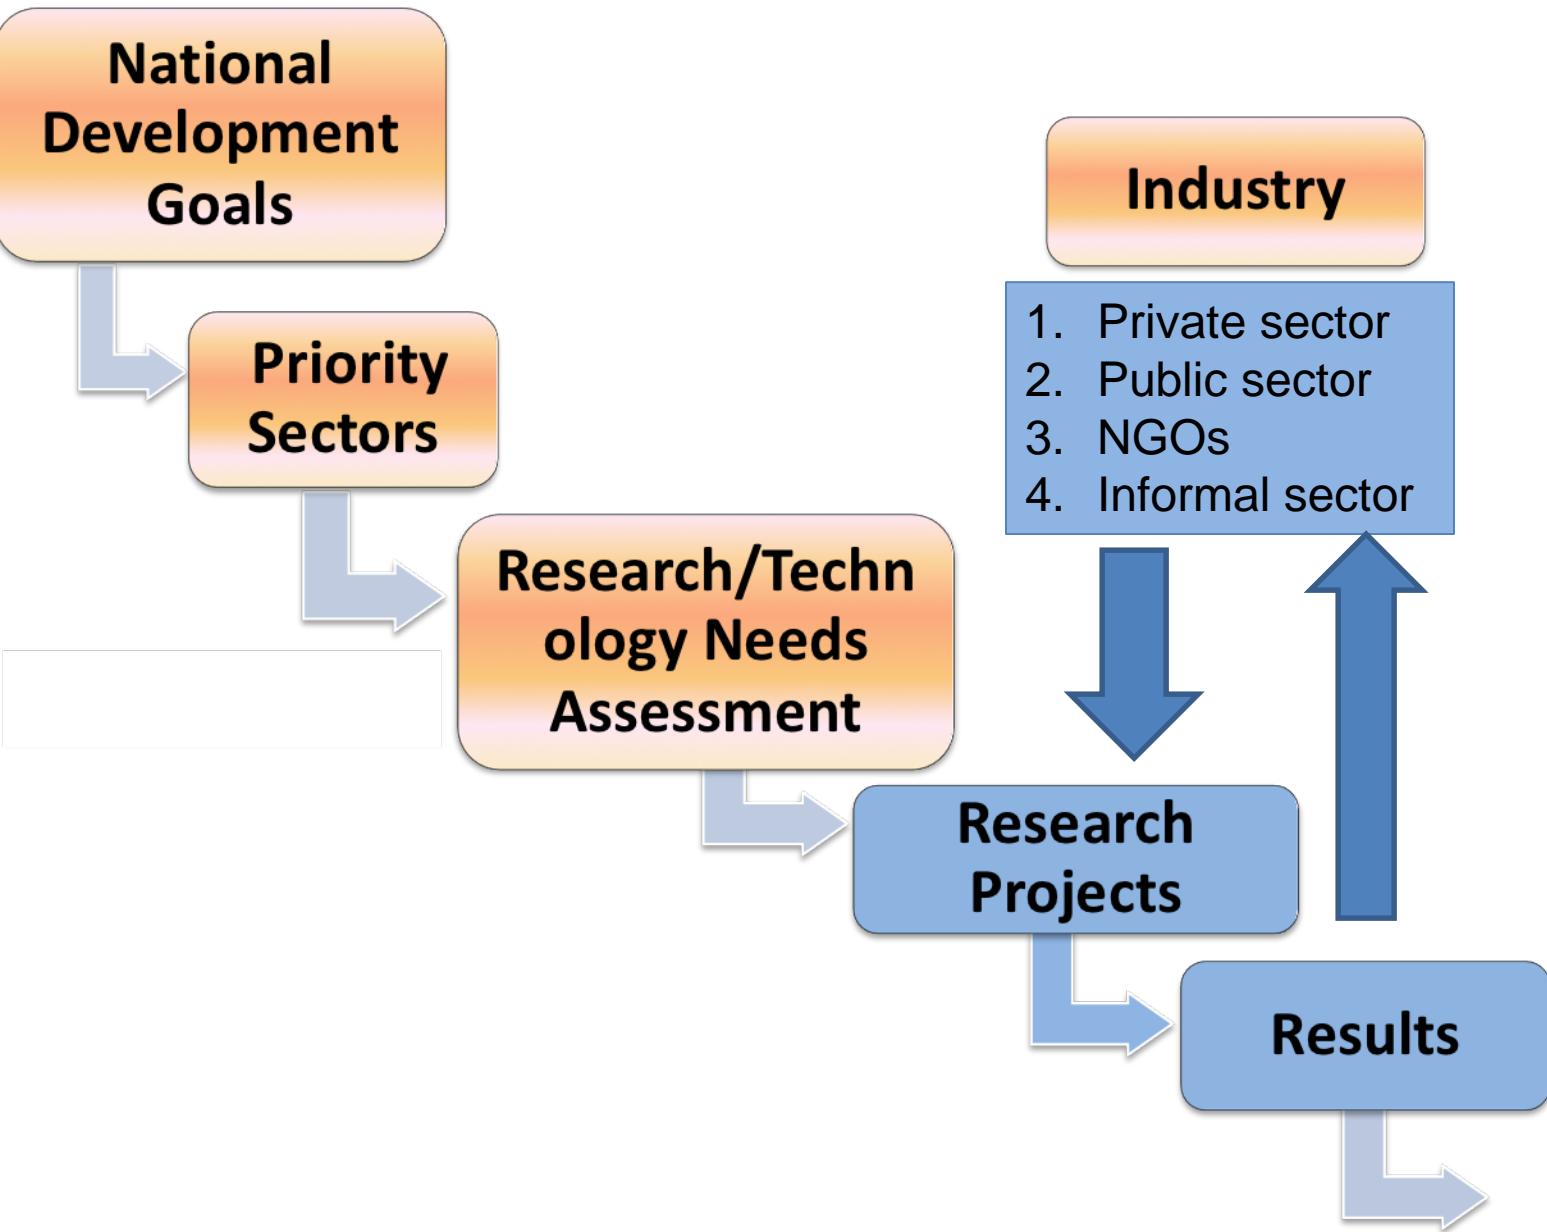 National
Development
Goals
Industry
1. Private sector
2. Public sector
3. NGOs
4. Informal sector
Priority
Sectors
Research/Techn
ology Needs
Assessment
Research
Projects
Results